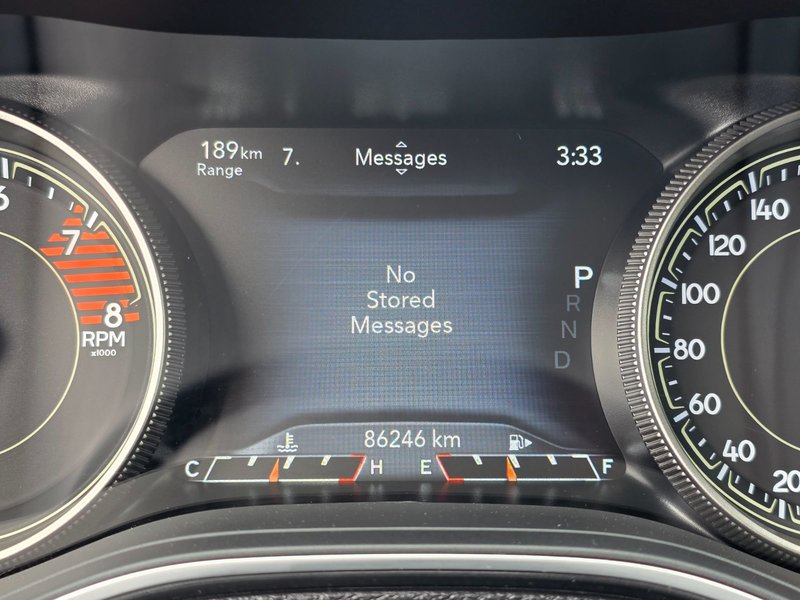 189km
Range
7.
Messages
3:33
No
Stored
Messages
P
R
N
D
86246 km
C
H
E
F
6
7
8
RPM
x1000
140
120
100
80
60
40
20